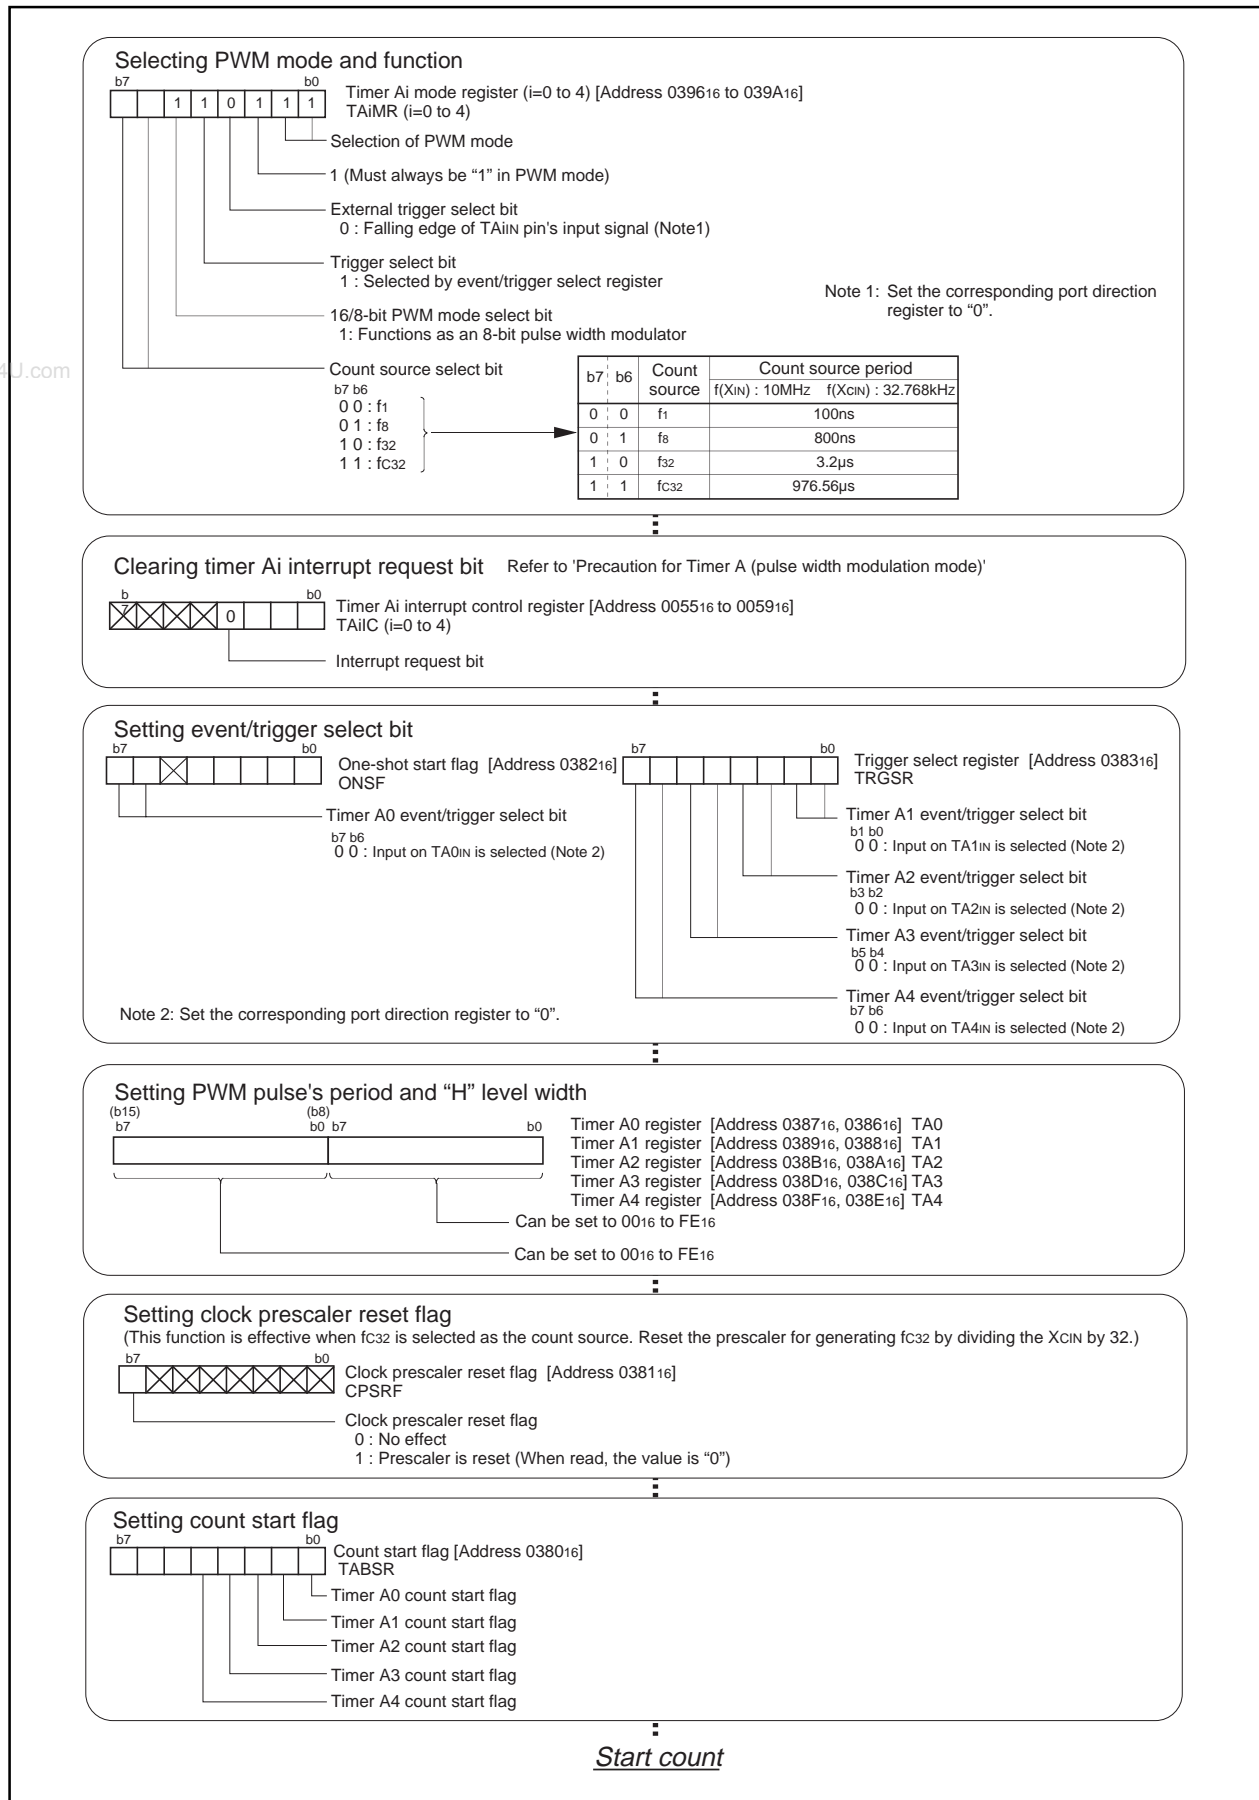 Selecting PWM mode and function
b7 b0
1 1 0 1 1 1
Timer Ai mode register (i=0 to 4) [Address 039616 to 039A16]
TAiMR (i=0 to 4)
Selection of PWM mode
1 (Must always be “1” in PWM mode)
External trigger select bit
0 : Falling edge of TAiIN pin's input signal (Note1)
Trigger select bit
1 : Selected by event/trigger select register
Note 1: Set the corresponding port direction
register to “0”.
16/8-bit PWM mode select bit
1: Functions as an 8-bit pulse width modulator
4U.com
Count source select bit
b7 b6
0 0 : f1
0 1 : f8
1 0 : f32
1 1 : fC32
b7 b6 Count source Count source period
f(XIN) : 10MHz f(XCIN) : 32.768kHz
0 0 f1 100ns
0 1 f8 800ns
1 0 f32 3.2µs
1 1 fC32 976.56µs
Clearing timer Ai interrupt request bit Refer to 'Precaution for Timer A (pulse width modulation mode)'
b7 b0
0
Timer Ai interrupt control register [Address 005516 to 005916]
TAiIC (i=0 to 4)
Interrupt request bit
Setting event/trigger select bit
b7 b0
One-shot start flag [Address 038216]
ONSF
Timer A0 event/trigger select bit
b7 b6
0 0 : Input on TA0IN is selected (Note 2)
b7 b0
Trigger select register [Address 038316]
TRGSR
Timer A1 event/trigger select bit
b1 b0
0 0 : Input on TA1IN is selected (Note 2)
Timer A2 event/trigger select bit
b3 b2
0 0 : Input on TA2IN is selected (Note 2)
Timer A3 event/trigger select bit
b5 b4
0 0 : Input on TA3IN is selected (Note 2)
Timer A4 event/trigger select bit
b7 b6
0 0 : Input on TA4IN is selected (Note 2)
Note 2: Set the corresponding port direction register to “0”.
Setting PWM pulse's period and “H” level width
(b15) (b8)
b7 b0 b7 b0
Timer A0 register [Address 038716, 038616] TA0
Timer A1 register [Address 038916, 038816] TA1
Timer A2 register [Address 038B16, 038A16] TA2
Timer A3 register [Address 038D16, 038C16] TA3
Timer A4 register [Address 038F16, 038E16] TA4
Can be set to 0016 to FE16
Can be set to 0016 to FE16
Setting clock prescaler reset flag
(This function is effective when fC32 is selected as the count source. Reset the prescaler for generating fC32 by dividing the XCIN by 32.)
b7 b0
Clock prescaler reset flag [Address 038116]
CPSRF
Clock prescaler reset flag
0 : No effect
1 : Prescaler is reset (When read, the value is “0”)
Setting count start flag
b7 b0
Count start flag [Address 038016]
TABSR
Timer A0 count start flag
Timer A1 count start flag
Timer A2 count start flag
Timer A3 count start flag
Timer A4 count start flag
Start count